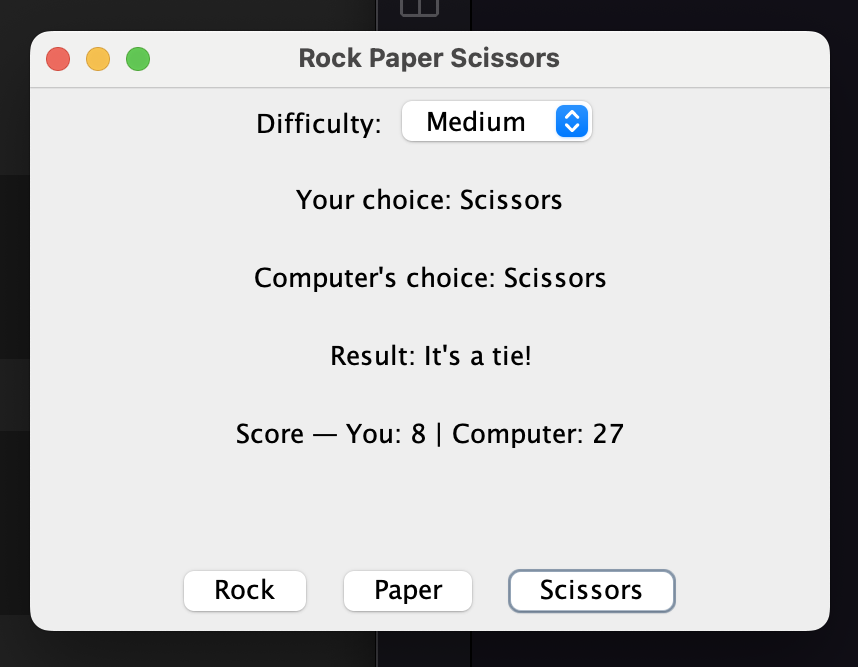 Rock Paper Scissors
Difficulty: Medium
Your choice: Scissors
Computer's choice: Scissors
Result: It's a tie!
Score — You: 8 | Computer: 27
Rock Paper Scissors